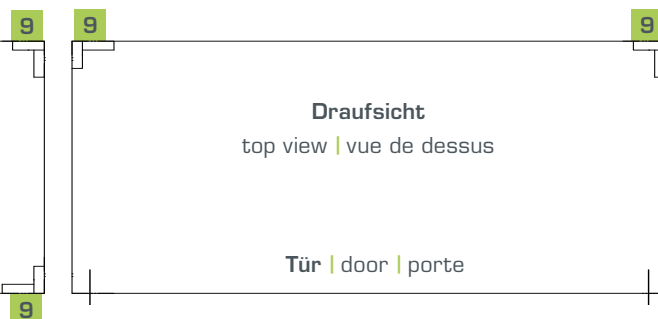 9 9 9
Draufsicht
top view | vue de dessus
Tür | door | porte
9